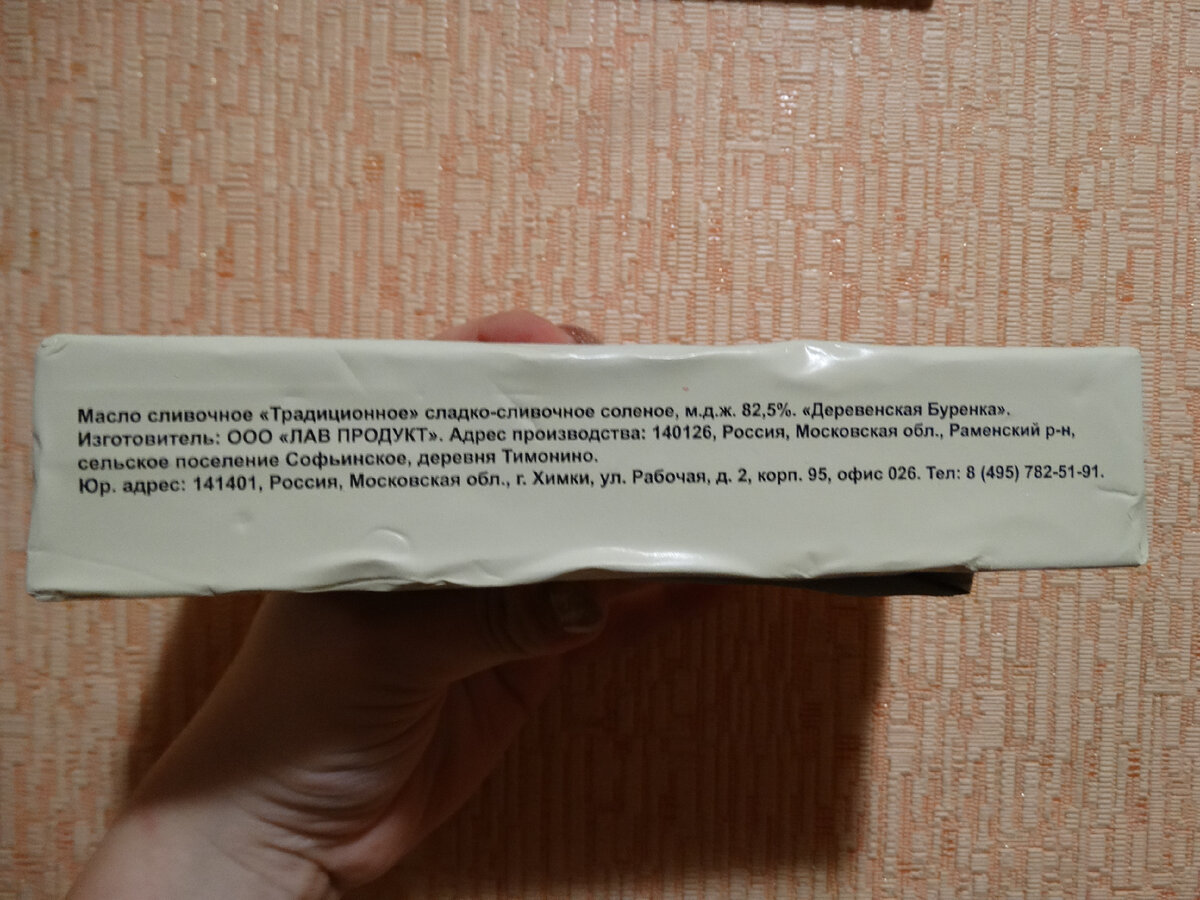 Масло сливочное «Традиционное» сладко-сливочное соленое, м.д.ж. 82,5%. «Деревенская Буренка».
Изготовитель: ООО «ЛАВ ПРОДУКТ». Адрес производства: 140126, Россия, Московская обл., Раменский р-н,
сельское поселение Софьинское, деревня Тимонино.
Юр. адрес: 141401, Россия, Московская обл., г. Химки, ул. Рабочая, д. 2, корп. 95, офис 026. Тел: 8 (495) 782-51-91.